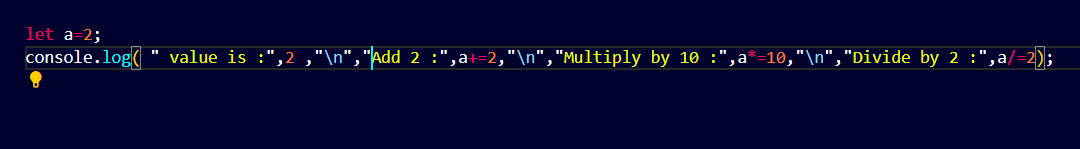 let a=2;
console.log( " value is :",2 ,"\n","Add 2 :",a+=2,"\n","Multiply by 10 :",a*=10,"\n","Divide by 2 :",a/=2);